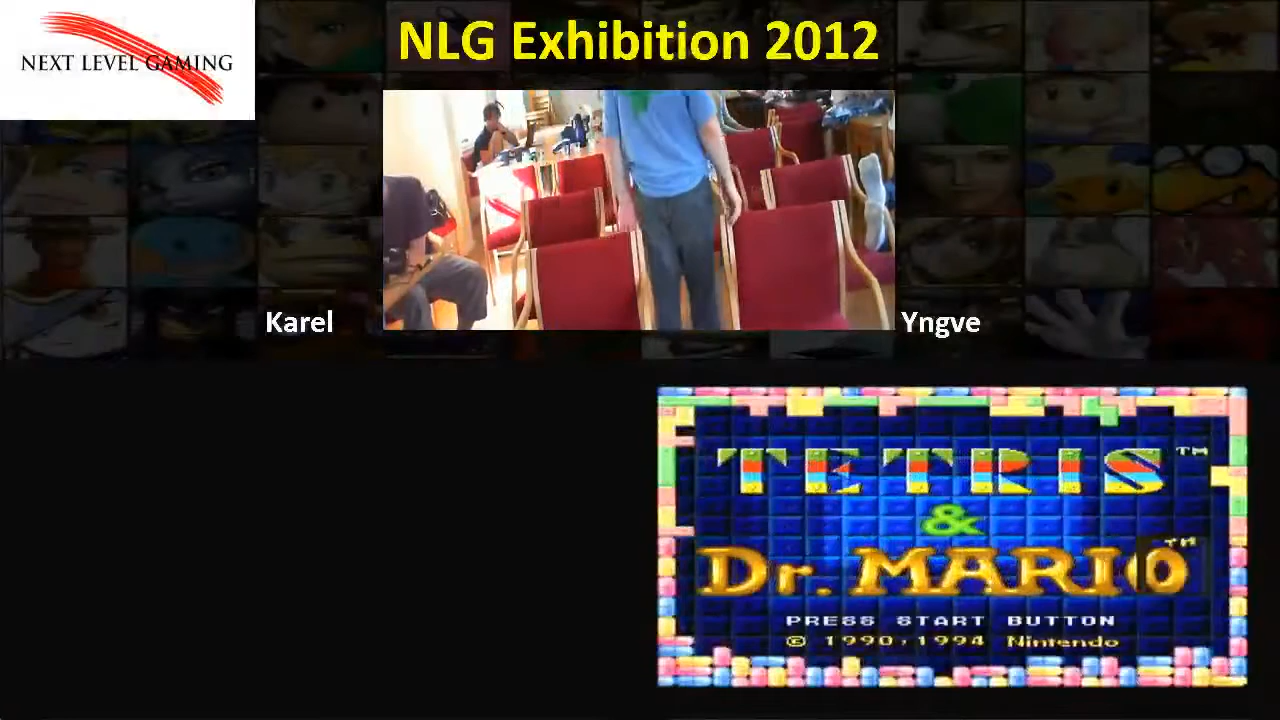 NEXT LEVEL GAMING
NLG Exhibition 2012
Karel
Yngve
TETRIS™
&
Dr. MARIO™
PRESS START BUTTON
© 1990, 1994 Nintendo